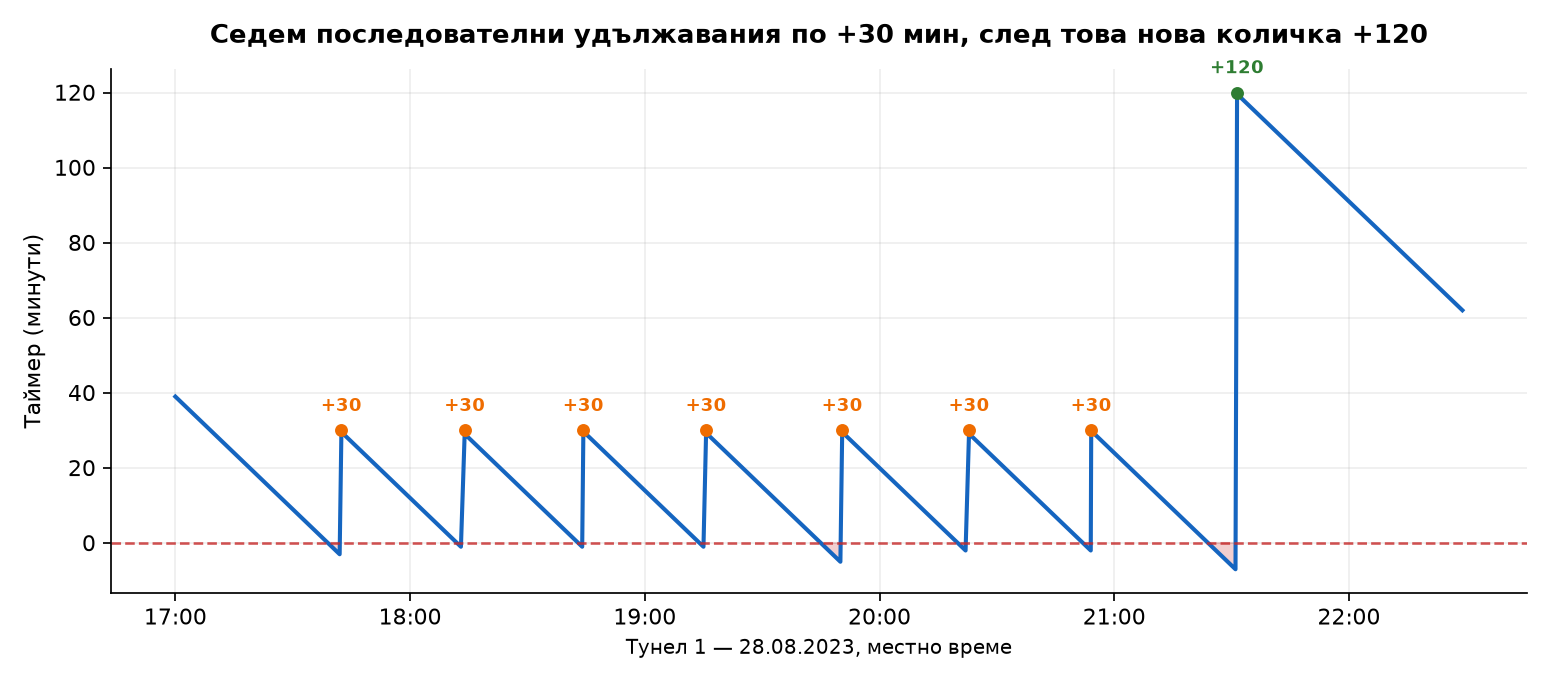 Седем последователни удължавания по +30 мин, след това нова количка +120
+120
120
100
80
60
40
20
0
Таймер (минути)
+30 +30 +30 +30 +30 +30 +30
17:00 18:00 19:00 20:00 21:00 22:00
Тунел 1 — 28.08.2023, местно време